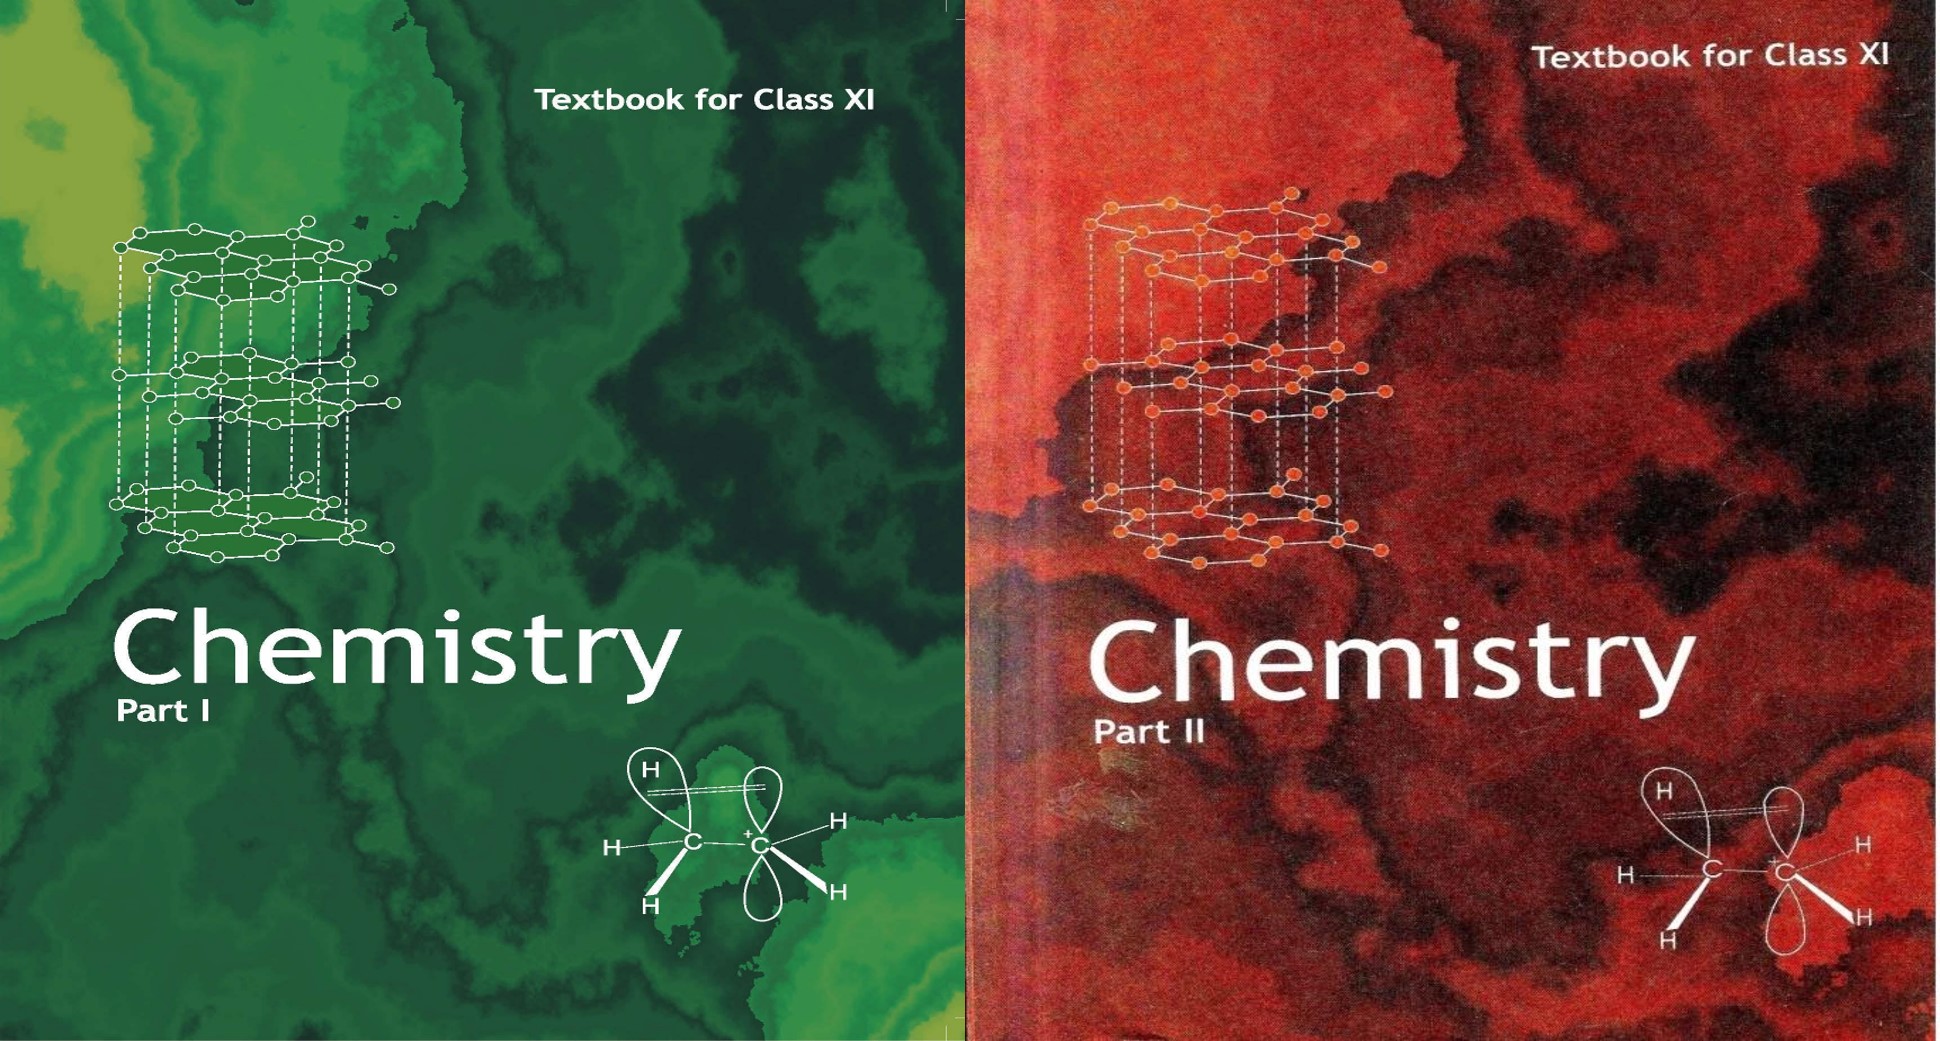 Textbook for Class XI
Chemistry
Part I
H
H
C
+
C
H
H
H
Textbook for Class XI
Chemistry
Part II
H
H
C
+
C
H
H
H